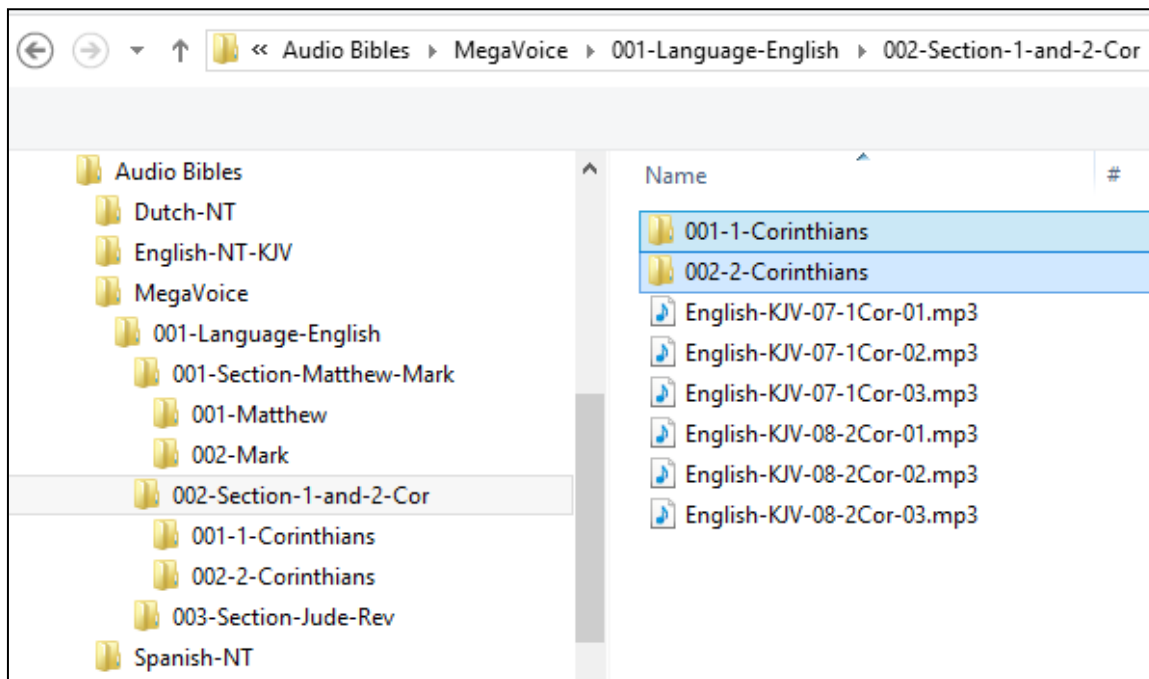 « Audio Bibles MegaVoice 001-Language-English 002-Section-1-and-2-Cor
Audio Bibles
Dutch-NT
English-NT-KJV
MegaVoice
001-Language-English
001-Section-Matthew-Mark
001-Matthew
002-Mark
002-Section-1-and-2-Cor
001-1-Corinthians
002-2-Corinthians
003-Section-Jude-Rev
Spanish-NT
Name #
001-1-Corinthians
002-2-Corinthians
English-KJV-07-1Cor-01.mp3
English-KJV-07-1Cor-02.mp3
English-KJV-07-1Cor-03.mp3
English-KJV-08-2Cor-01.mp3
English-KJV-08-2Cor-02.mp3
English-KJV-08-2Cor-03.mp3